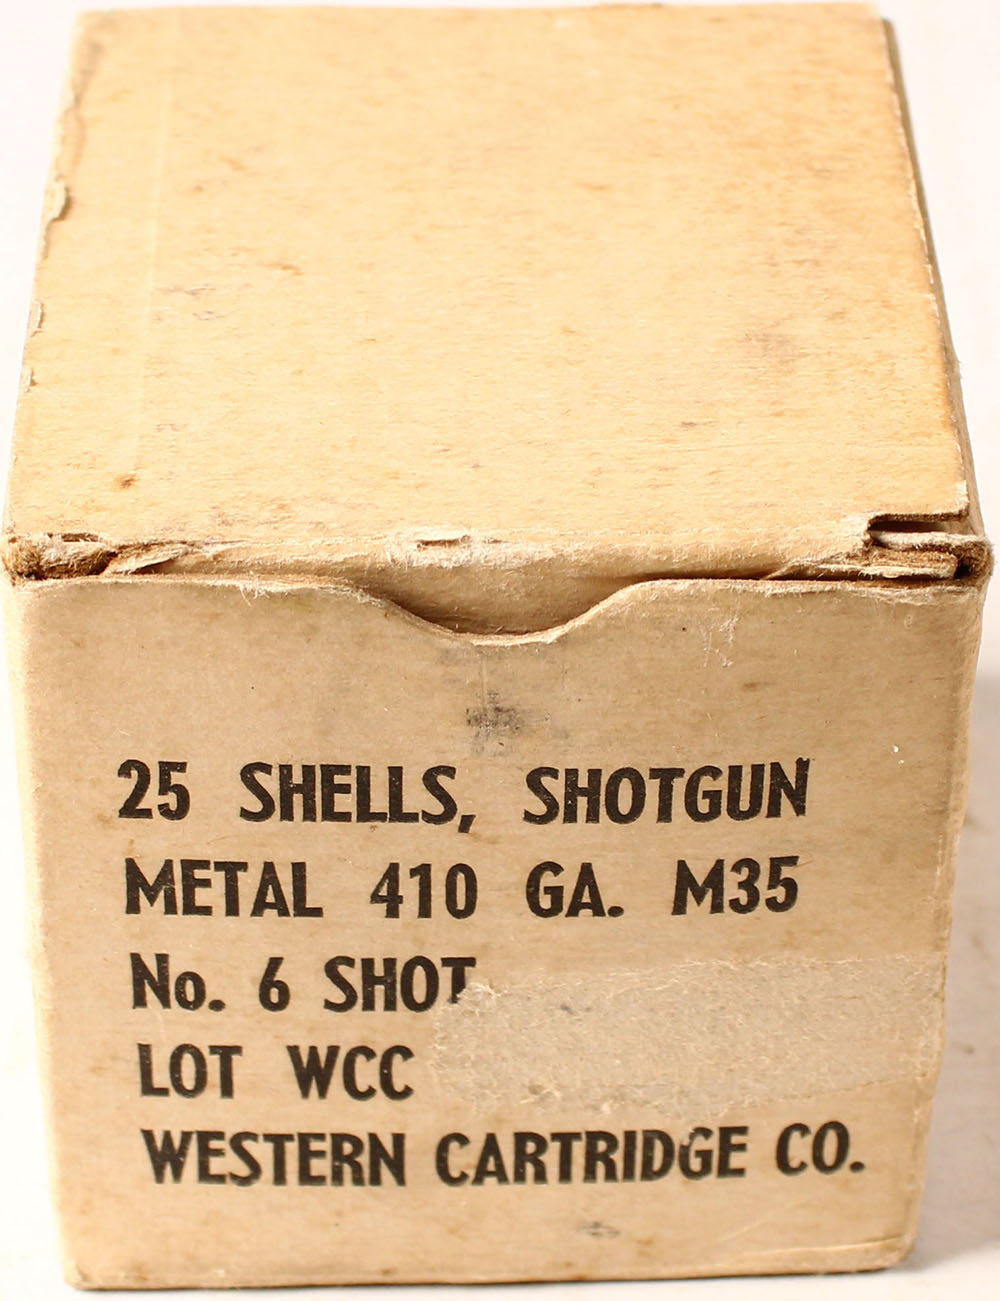 25 SHELLS, SHOTGUN
METAL 410 GA. M35
No. 6 SHOT
LOT WCC
WESTERN CARTRIDGE CO.